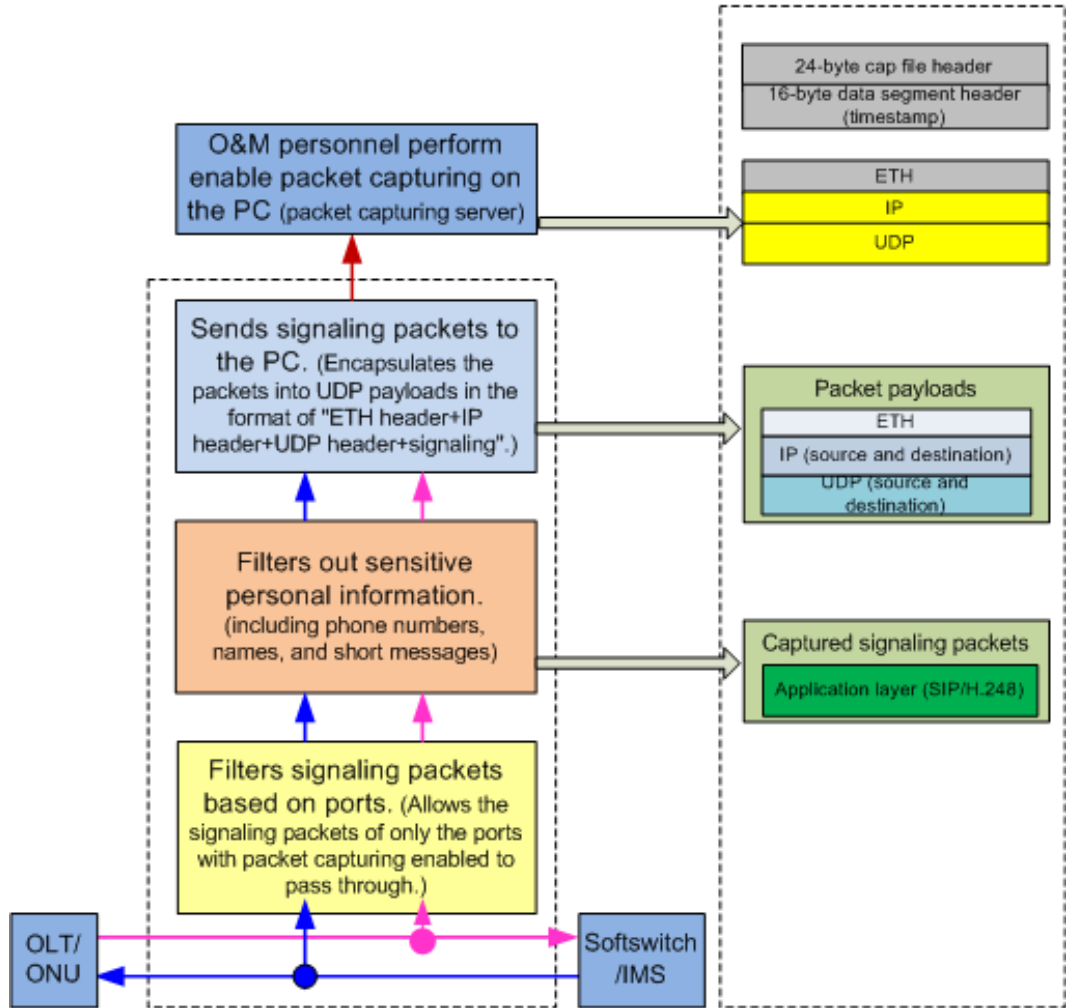 O&M personnel perform
enable packet capturing on
the PC (packet capturing server)
Sends signaling packets to
the PC. (Encapsulates the
packets into UDP payloads in the
format of "ETH header+IP
header+UDP header+signaling".)
Filters out sensitive
personal information.
(including phone numbers,
names, and short messages)
Filters signaling packets
based on ports. (Allows the
signaling packets of only the ports
with packet capturing enabled to
pass through.)
OLT/
ONU
Softswitch
/IMS
24-byte cap file header
16-byte data segment header
(timestamp)
ETH
IP
UDP
Packet payloads
ETH
IP (source and destination)
UDP (source and
destination)
Captured signaling packets
Application layer (SIP/H.248)